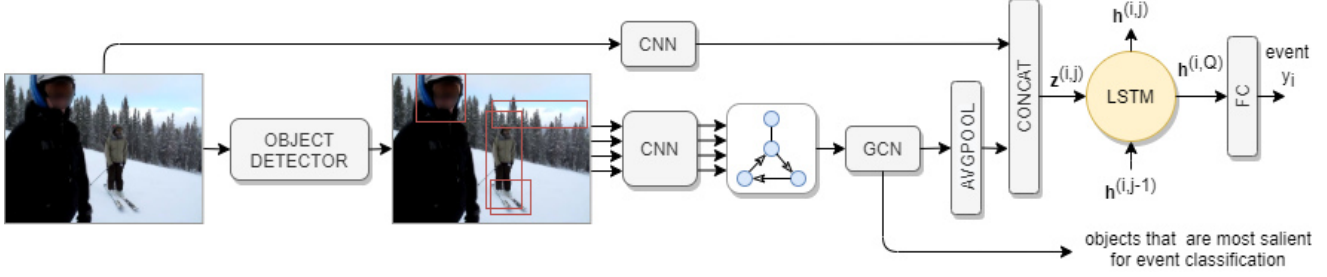 CNN
OBJECT
DETECTOR
CNN
GCN
AVGPOOL
CONCAT
z^(i,j)
h^(i,j)
LSTM
h^(i,j-1)
h^(i,Q)
FC
event
y_i
objects that are most salient
for event classification